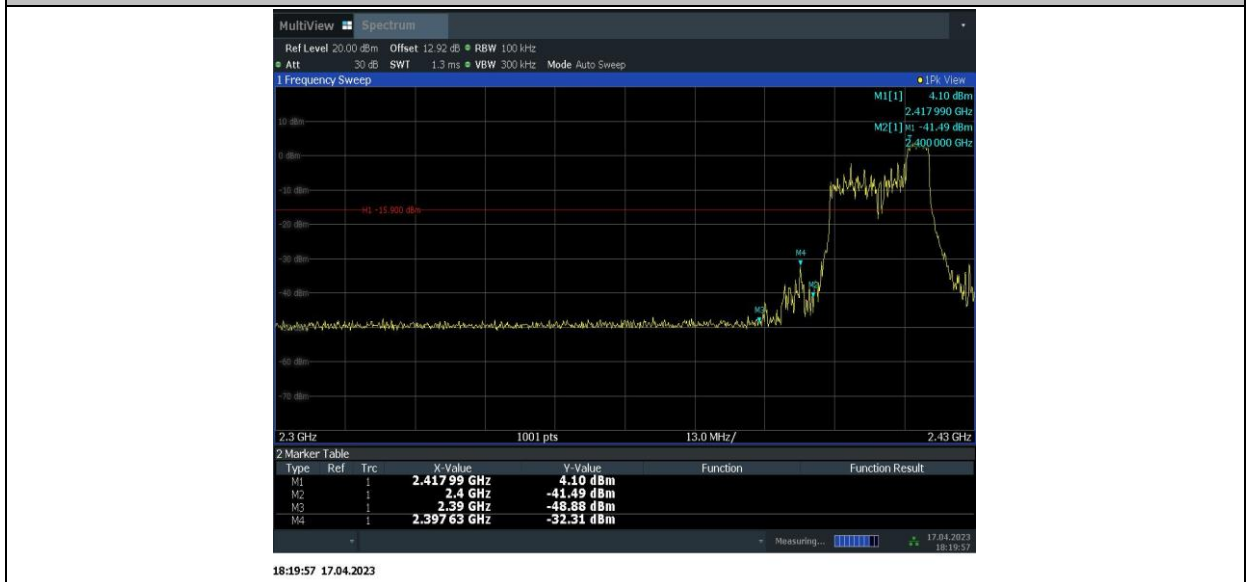 MultiView Spectrum
Ref Level 20.00 dBm Offset 12.92 dB RBW 100 kHz
Att 30 dB SWT 1.3 ms VBW 300 kHz Mode Auto Sweep
1 Frequency Sweep 1Pk View
M1[1] 4.10 dBm
2.417 990 GHz
10 dBm
M2[1] M1 -41.49 dBm
2.400 000 GHz
0 dBm
-10 dBm
H1 -15.900 dBm
-20 dBm
M4
-30 dBm
M2
-40 dBm
M3
-60 dBm
-70 dBm
2.3 GHz 1001 pts 13.0 MHz/ 2.43 GHz
2 Marker Table
Type Ref Trc X-Value Y-Value Function Function Result
M1 1 2.417 99 GHz 4.10 dBm
M2 1 2.4 GHz -41.49 dBm
M3 1 2.39 GHz -48.88 dBm
M4 1 2.397 63 GHz -32.31 dBm
Measuring... 17.04.2023
18:19:57
18:19:57 17.04.2023